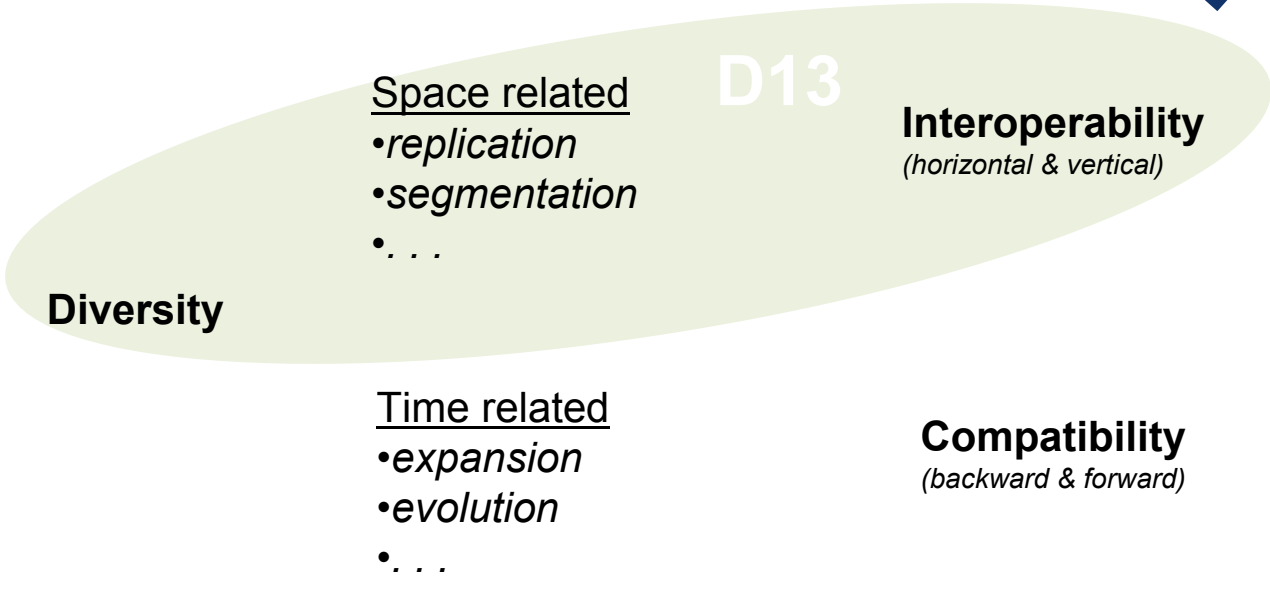 D13
Space related
•replication
•segmentation
•. . .
Interoperability
(horizontal & vertical)
Diversity
Time related
•expansion
•evolution
•. . .
Compatibility
(backward & forward)